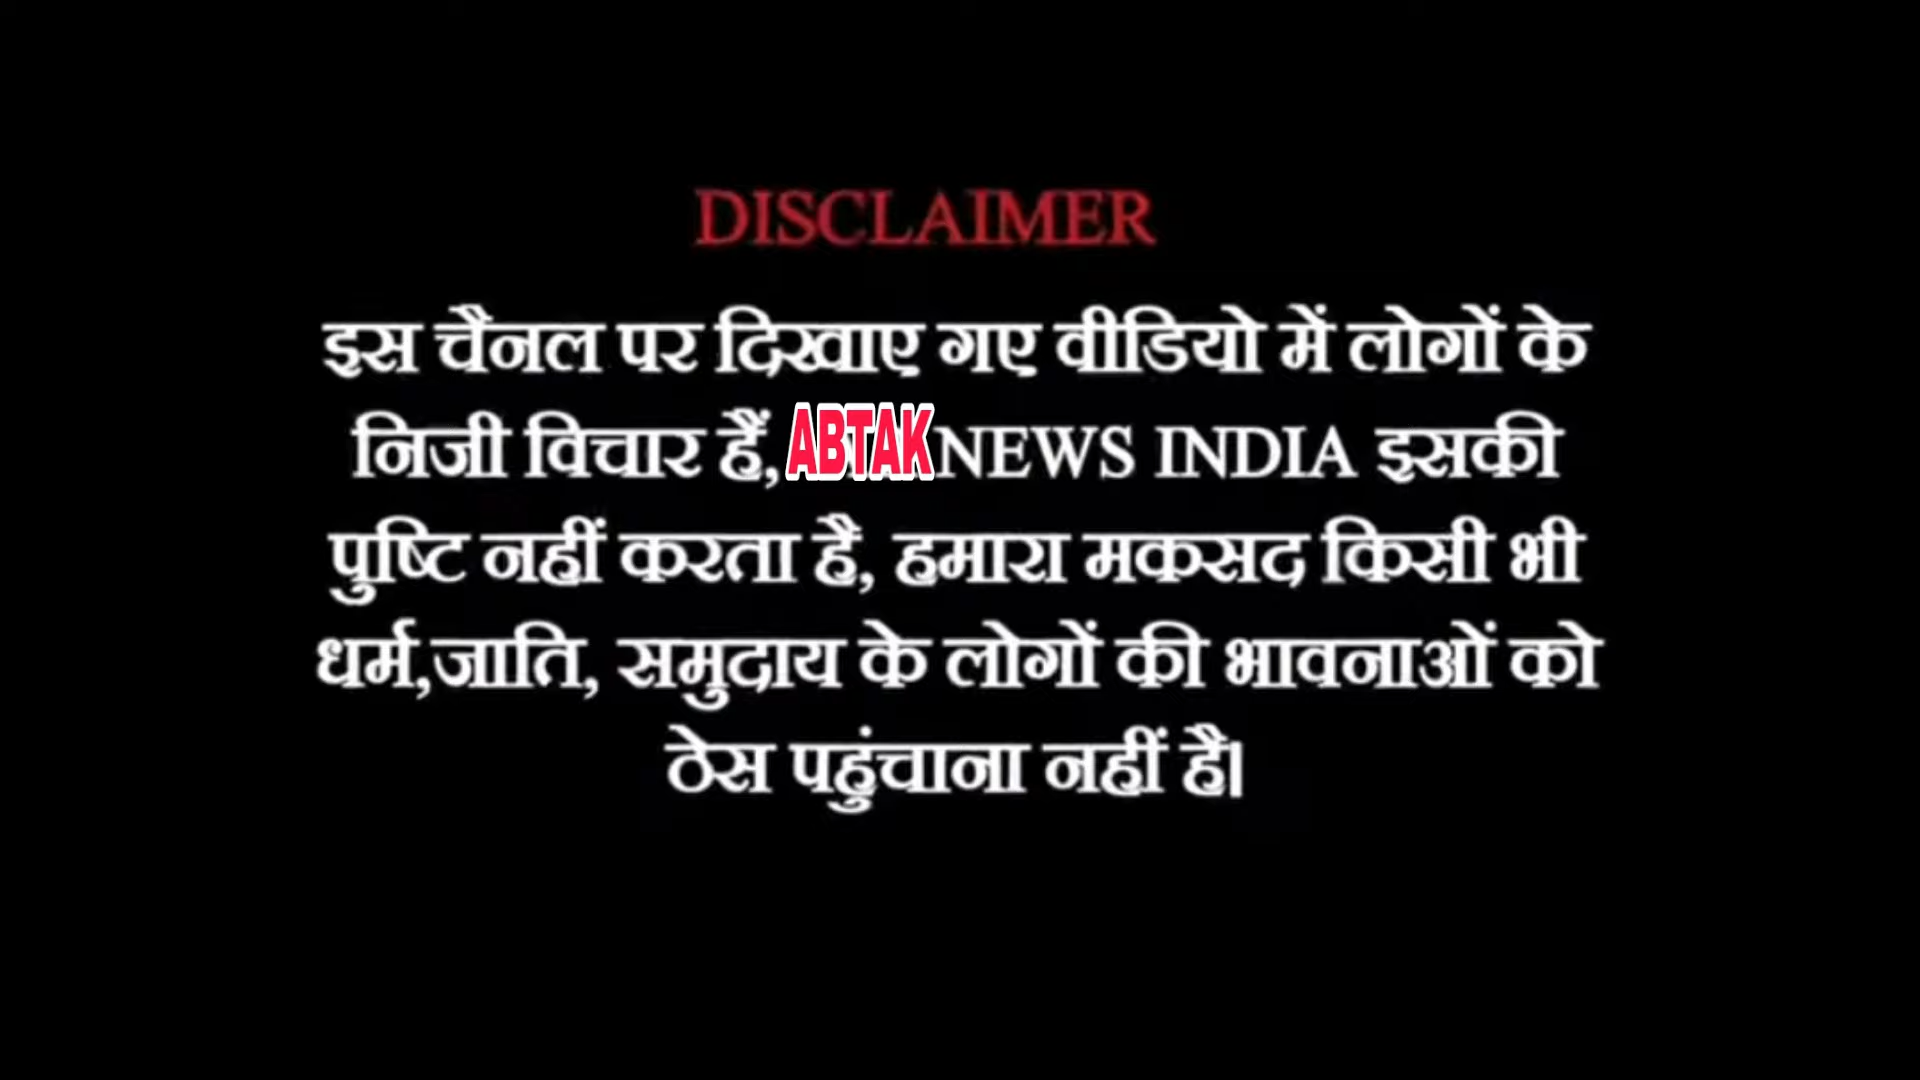 DISCLAIMER
इस चैनल पर दिखाए गए वीडियो में लोगों के
निजी विचार हैं, ABTAK NEWS INDIA इसकी
पुष्टि नहीं करता है, हमारा मकसद किसी भी
धर्म,जाति, समुदाय के लोगों की भावनाओं को
ठेस पहुंचाना नहीं है।